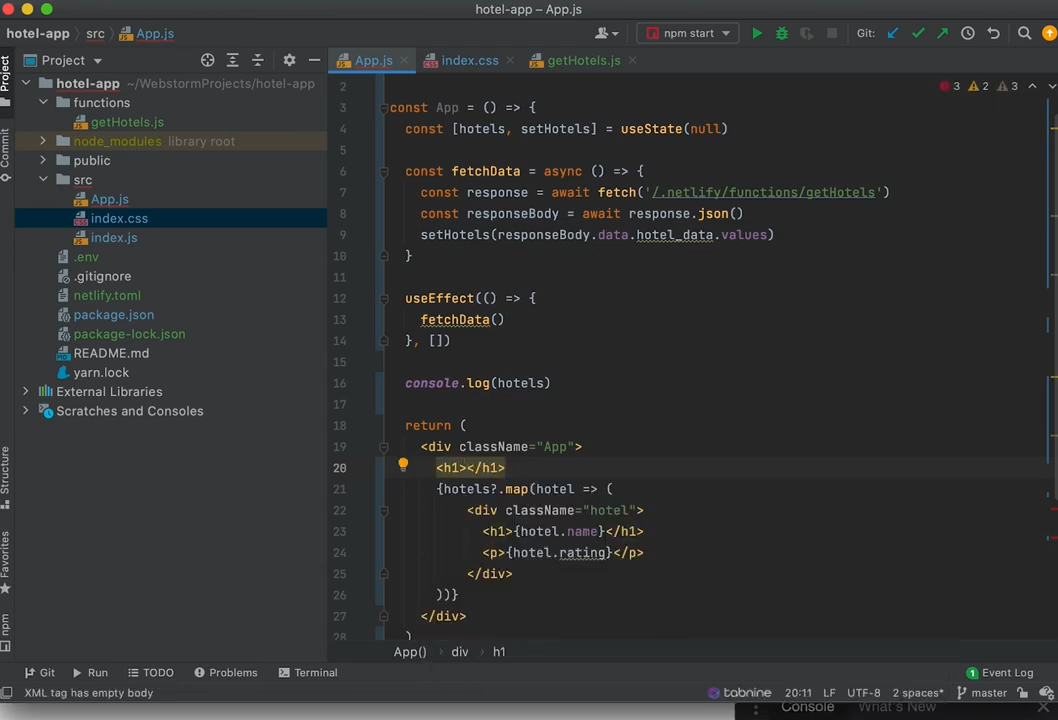 hotel-app – App.js
hotel-app src App.js npm start Git:
Project App.js index.css getHotels.js
hotel-app ~/WebstormProjects/hotel-app
functions
getHotels.js
node_modules library root
public
src
App.js
index.css
index.js
.env
.gitignore
netlify.toml
package.json
package-lock.json
README.md
yarn.lock
External Libraries
Scratches and Consoles
Project
Commit
Structure
Favorites
npm
3 2 3
2
3 const App = () => {
4 const [hotels, setHotels] = useState(null)
5
6 const fetchData = async () => {
7 const response = await fetch('/.netlify/functions/getHotels')
8 const responseBody = await response.json()
9 setHotels(responseBody.data.hotel_data.values)
10 }
11
12 useEffect(() => {
13 fetchData()
14 }, [])
15
16 console.log(hotels)
17
18 return (
19 <div className="App">
20 <h1></h1>
21 {hotels?.map(hotel => (
22 <div className="hotel">
23 <h1>{hotel.name}</h1>
24 <p>{hotel.rating}</p>
25 </div>
26 ))}
27 </div>
28 )
App() div h1
Git Run TODO Problems Terminal 1 Event Log
XML tag has empty body tabnine 20:11 LF UTF-8 2 spaces* master
Console What's New